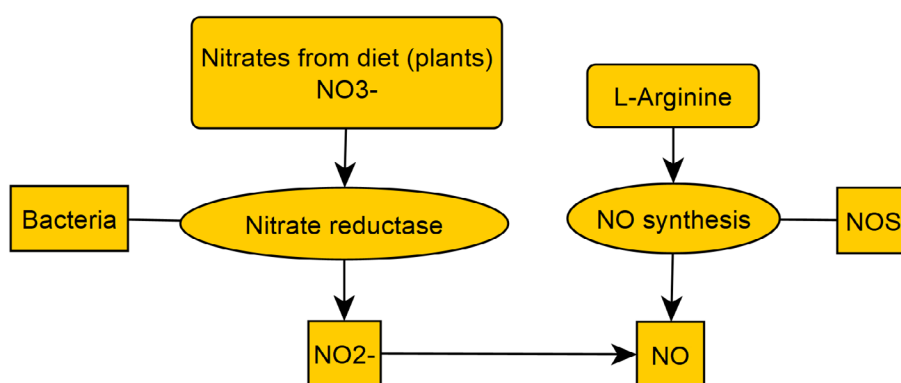 Nitrates from diet (plants)
NO3-
L-Arginine
Bacteria
Nitrate reductase
NO synthesis
NOS
NO2-
NO